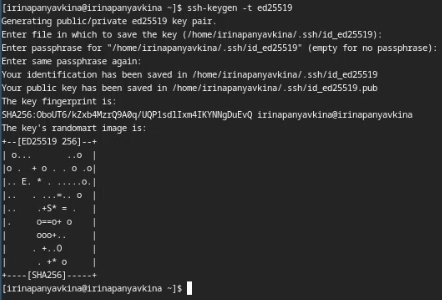 [irinapanyavkina@irinapanyavkina ~]$ ssh-keygen -t ed25519
Generating public/private ed25519 key pair.
Enter file in which to save the key (/home/irinapanyavkina/.ssh/id_ed25519):
Enter passphrase for "/home/irinapanyavkina/.ssh/id_ed25519" (empty for no passphrase):
Enter same passphrase again:
Your identification has been saved in /home/irinapanyavkina/.ssh/id_ed25519
Your public key has been saved in /home/irinapanyavkina/.ssh/id_ed25519.pub
The key fingerprint is:
SHA256:OboUT6/kZxb4MzrQ9A0q/UQP1sd1Ixm4IKYNNgDuEvQ irinapanyavkina@irinapanyavkina
The key's randomart image is:
+--[ED25519 256]--+
| o...      ..o  |
|o .  + o . . o .o|
|.. E. * . .....o.|
|..   . ...=.. o  |
|..    .+S* = .   |
|.     o==o+ o    |
|      ooo+..     |
|     . +..O      |
|      . +* o     |
+----[SHA256]-----+
[irinapanyavkina@irinapanyavkina ~]$